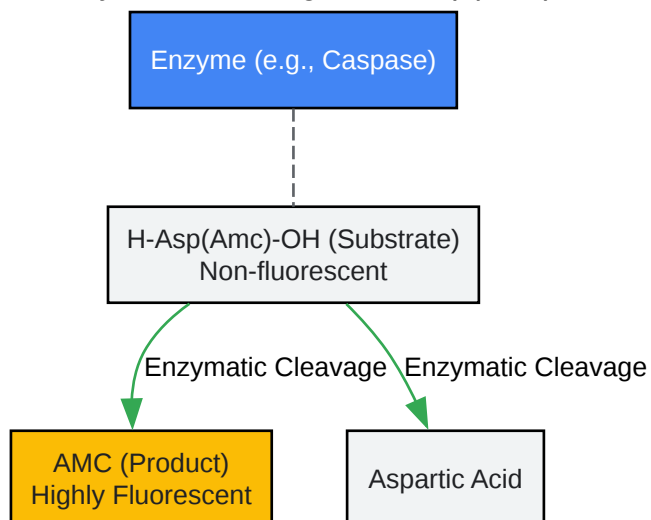 Enzyme (e.g., Caspase)
H-Asp(Amc)-OH (Substrate)
Non-fluorescent
Enzymatic Cleavage Enzymatic Cleavage
AMC (Product)
Highly Fluorescent
Aspartic Acid